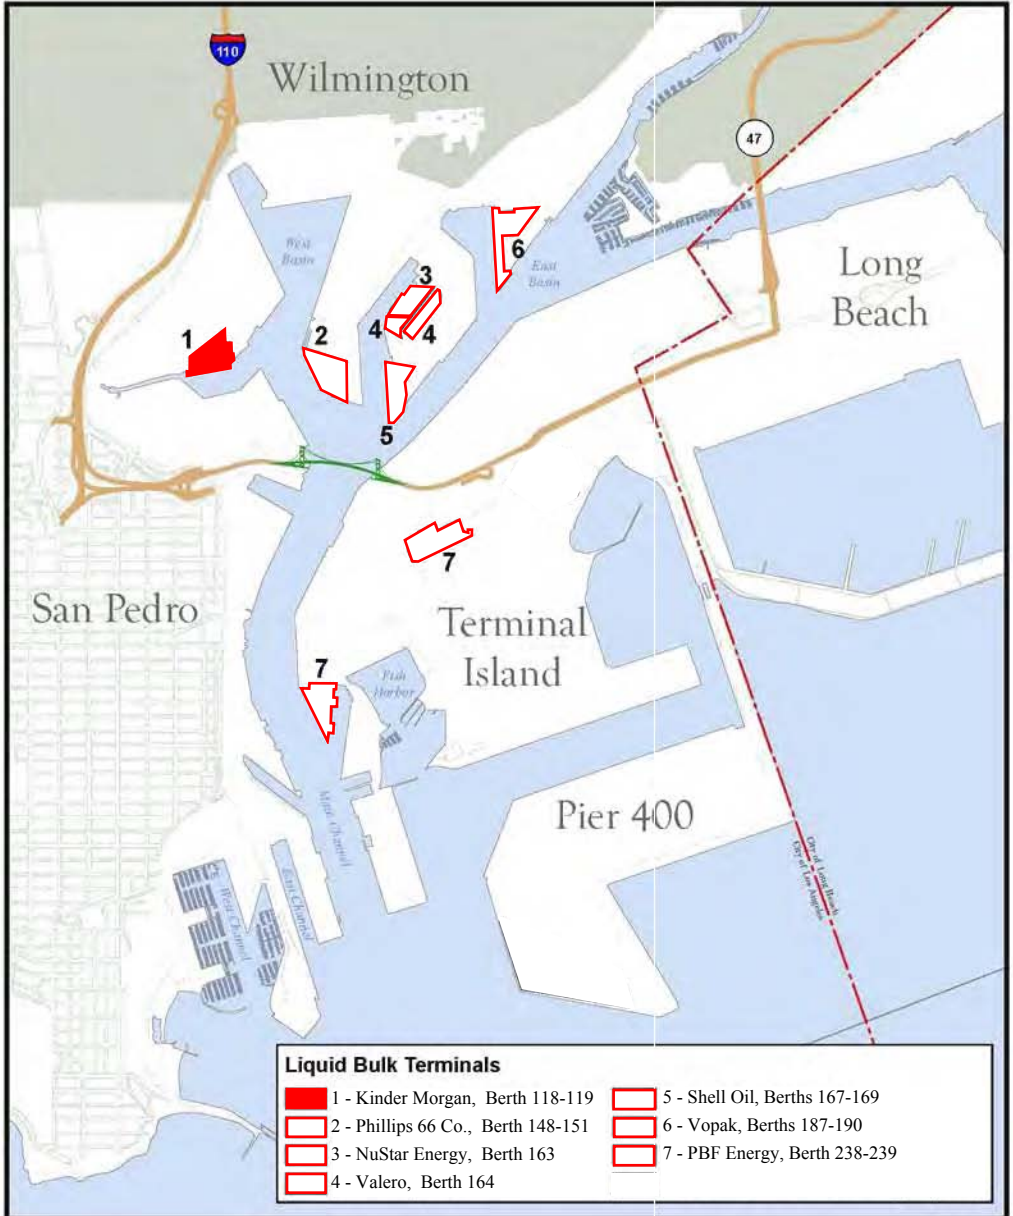 110
Wilmington
47
West
Basin
6
East
Basin
Long
Beach
3
4
4
1
2
5
7
San Pedro
Terminal
Island
7
Fish
Harbor
Main Channel
Pier 400
City of Long Beach
City of Los Angeles
East Channel
West Channel
Liquid Bulk Terminals
1 - Kinder Morgan, Berth 118-119
2 - Phillips 66 Co., Berth 148-151
3 - NuStar Energy, Berth 163
4 - Valero, Berth 164
5 - Shell Oil, Berths 167-169
6 - Vopak, Berths 187-190
7 - PBF Energy, Berth 238-239